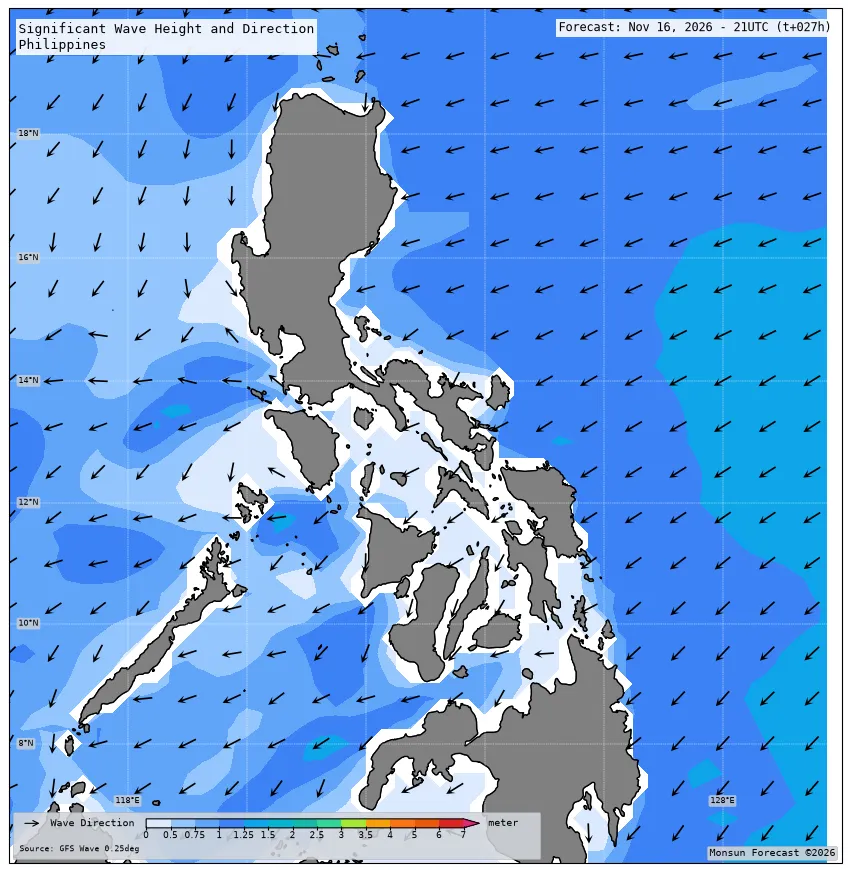 Significant Wave Height and Direction
Philippines
Forecast: Nov 16, 2026 - 21UTC (t+027h)
18°N
16°N
14°N
12°N
10°N
8°N
118°E
128°E
Wave Direction
meter
0 0.5 0.75 1 1.25 1.5 2 2.5 3 3.5 4 5 6 7
Source: GFS Wave 0.25deg
Monsun Forecast ©2026